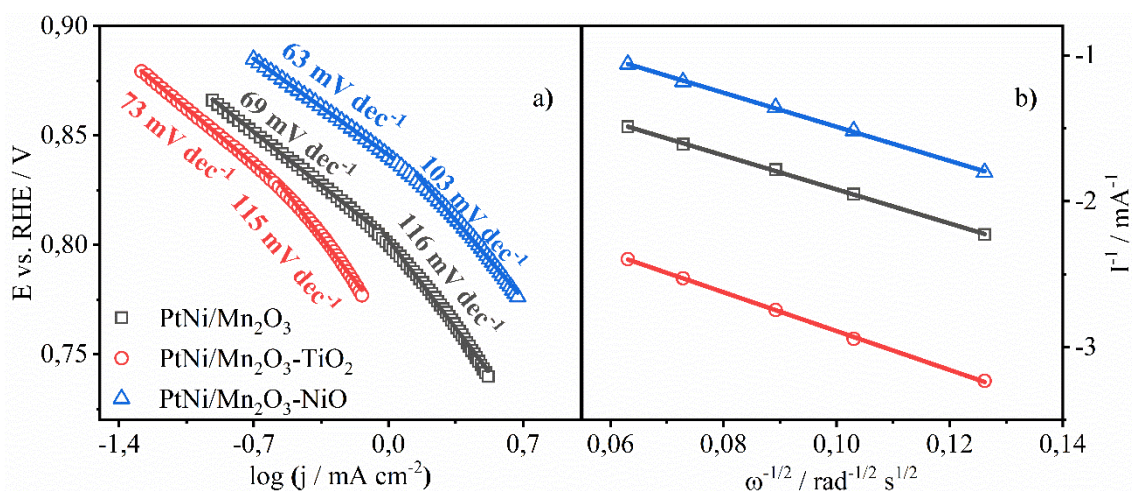 0,90
0,85
0,80
0,75
E vs. RHE / V
-1,4
-0,7
0,0
0,7
log (j / mA cm⁻²)
a)
63 mV dec⁻¹
103 mV dec⁻¹
69 mV dec⁻¹
116 mV dec⁻¹
73 mV dec⁻¹
115 mV dec⁻¹
PtNi/Mn₂O₃
PtNi/Mn₂O₃-TiO₂
PtNi/Mn₂O₃-NiO
b)
-1
-2
-3
I⁻¹ / mA⁻¹
0,06
0,08
0,10
0,12
0,14
ω⁻¹/² / rad⁻¹/² s¹/²